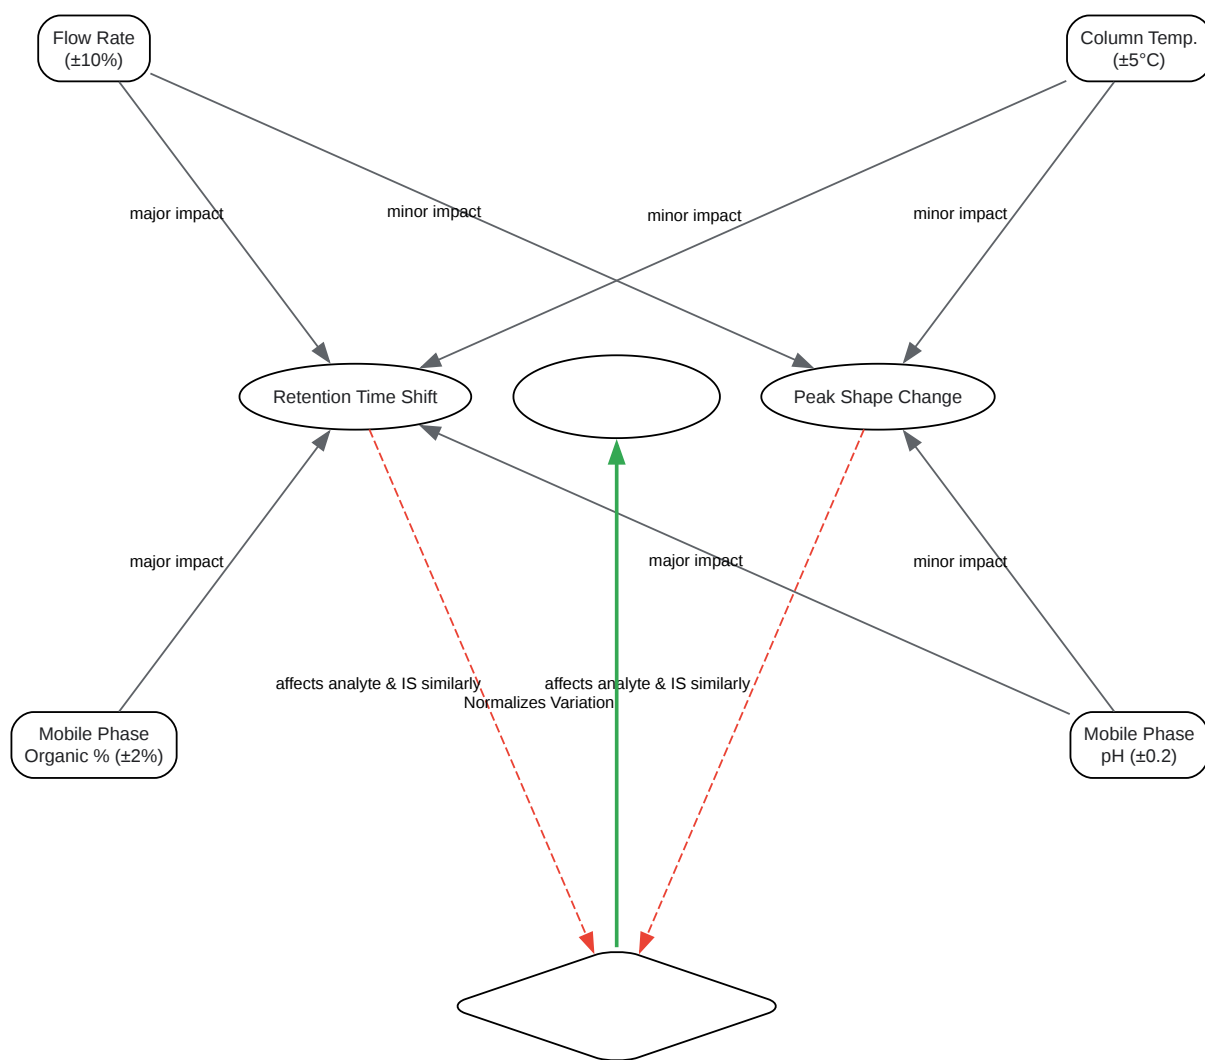 Flow Rate
(±10%)
Column Temp.
(±5°C)
major impact
minor impact
minor impact
minor impact
Retention Time Shift
Peak Shape Change
major impact
major impact
minor impact
affects analyte & IS similarly
affects analyte & IS similarly
Normalizes Variation
Mobile Phase
Organic % (±2%)
Mobile Phase
pH (±0.2)